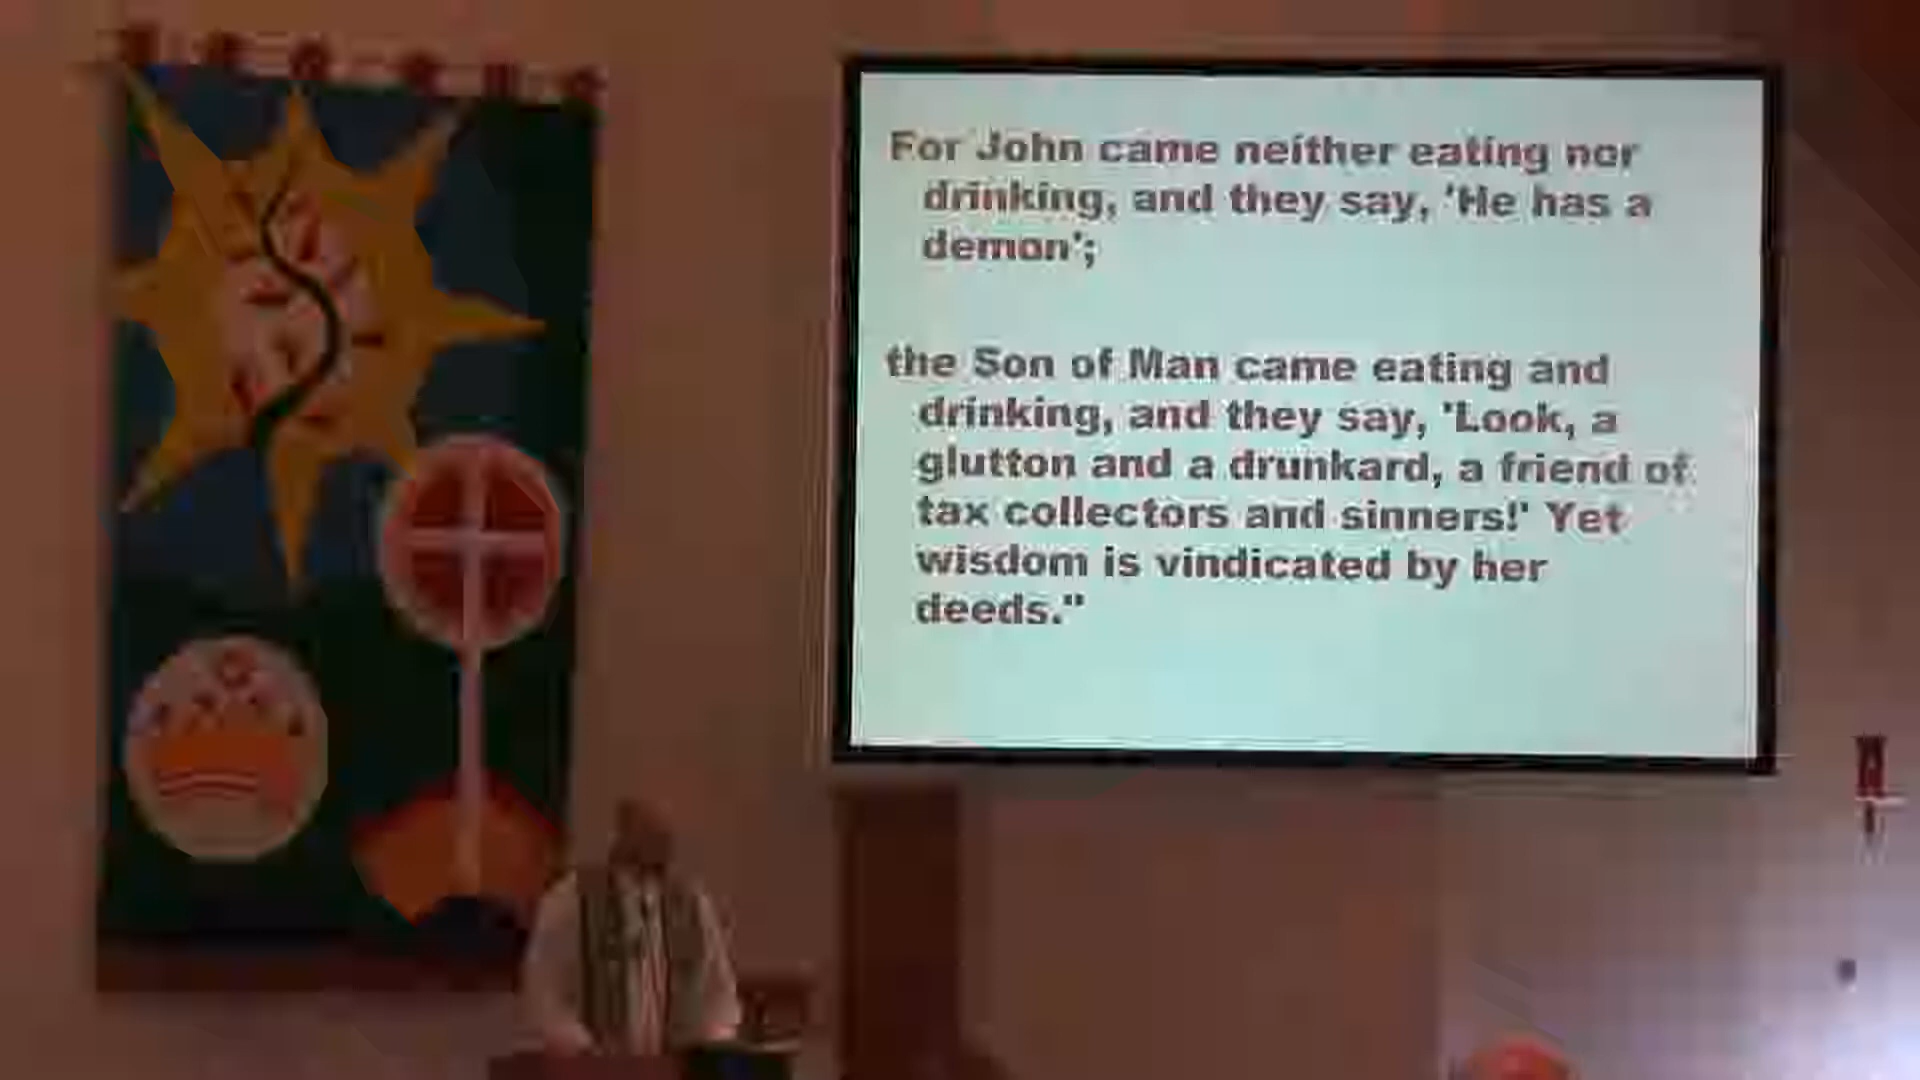 For John came neither eating nor
drinking, and they say, 'He has a
demon';
the Son of Man came eating and
drinking, and they say, 'Look, a
glutton and a drunkard, a friend of
tax collectors and sinners!' Yet
wisdom is vindicated by her
deeds."